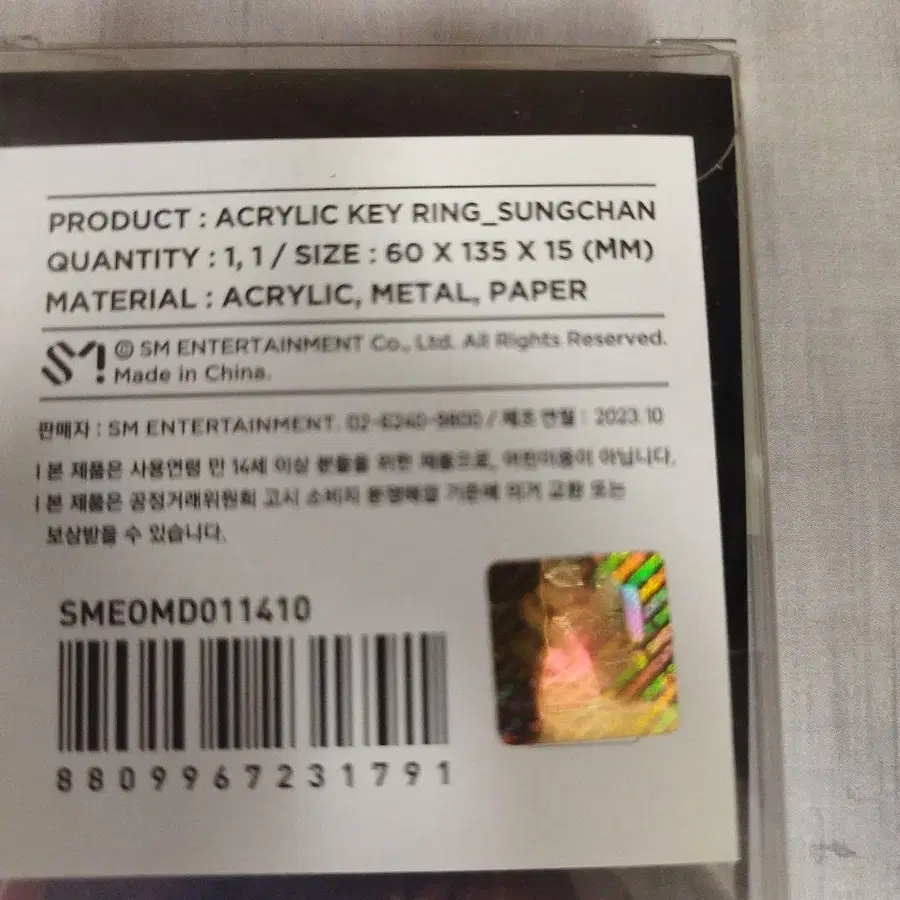 PRODUCT : ACRYLIC KEY RING_SUNGCHAN
QUANTITY : 1, 1 / SIZE : 60 X 135 X 15 (MM)
MATERIAL : ACRYLIC, METAL, PAPER
SM! © SM ENTERTAINMENT Co., Ltd. All Rights Reserved.
Made in China.
판매자 : SM ENTERTAINMENT. 02-6240-9800 / 제조 연월 : 2023.10
| 본 제품은 사용연령 만 14세 이상 분들을 위한 제품으로, 어린이용이 아닙니다.
| 본 제품은 공정거래위원회 고시 소비자 분쟁해결 기준에 의거 교환 또는
보상받을 수 있습니다.
SMEOMD011410
8809967231791